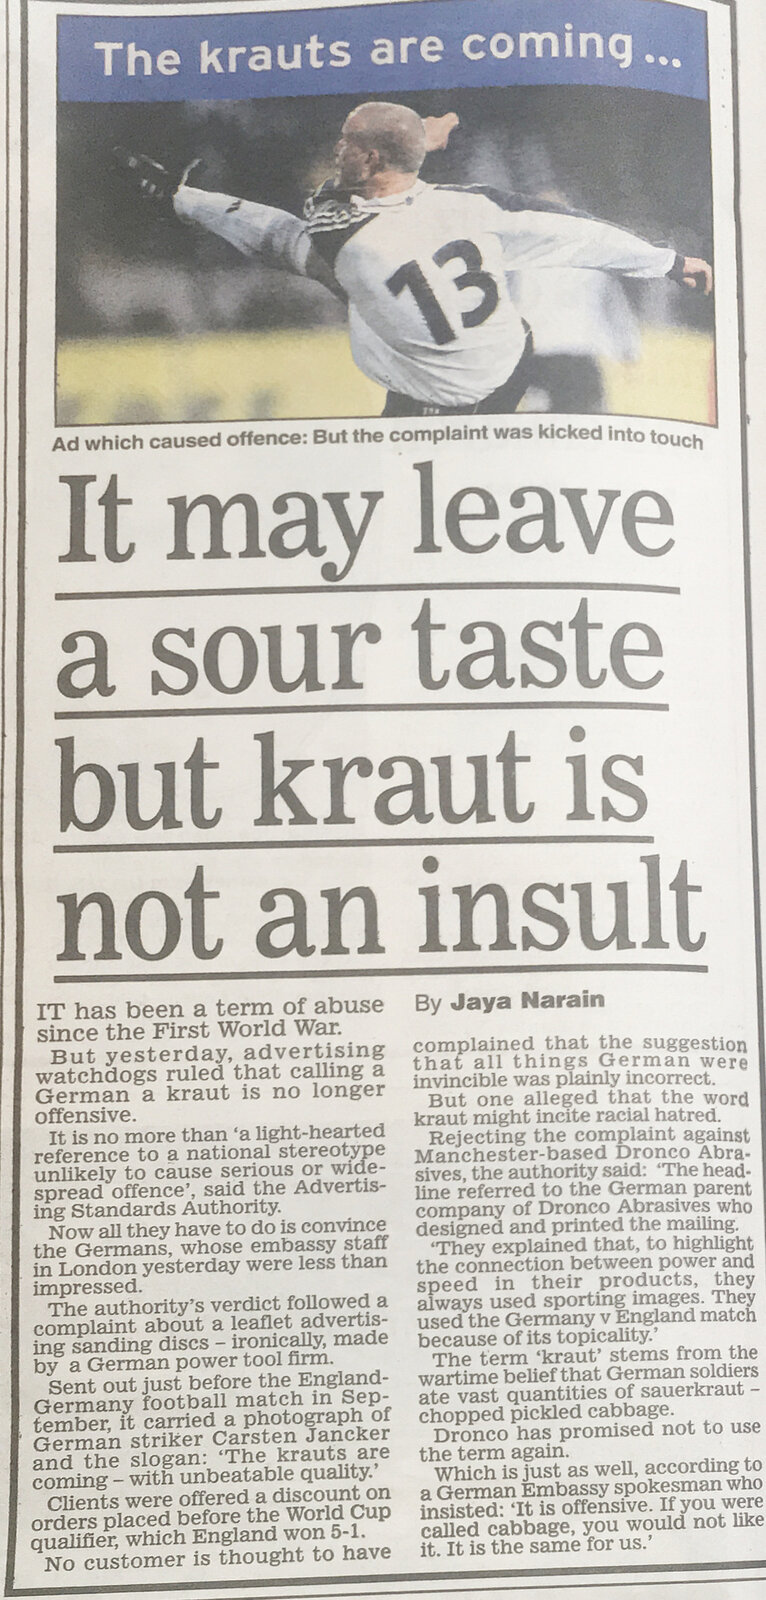 The krauts are coming...
13
Ad which caused offence: But the complaint was kicked into touch
It may leave
a sour taste
but kraut is
not an insult
IT has been a term of abuse
since the First World War.
But yesterday, advertising
watchdogs ruled that calling a
German a kraut is no longer
offensive.
It is no more than ‘a light-hearted
reference to a national stereotype
unlikely to cause serious or wide-
spread offence’, said the Advertis-
ing Standards Authority.
Now all they have to do is convince
the Germans, whose embassy staff
in London yesterday were less than
impressed.
The authority’s verdict followed a
complaint about a leaflet advertis-
ing sanding discs – ironically, made
by a German power tool firm.
Sent out just before the England-
Germany football match in Sep-
tember, it carried a photograph of
German striker Carsten Jancker
and the slogan: ‘The krauts are
coming – with unbeatable quality.’
Clients were offered a discount on
orders placed before the World Cup
qualifier, which England won 5-1.
No customer is thought to have
By Jaya Narain
complained that the suggestion
that all things German were
invincible was plainly incorrect.
But one alleged that the word
kraut might incite racial hatred.
Rejecting the complaint against
Manchester-based Dronco Abra-
sives, the authority said: ‘The head-
line referred to the German parent
company of Dronco Abrasives who
designed and printed the mailing.
‘They explained that, to highlight
the connection between power and
speed in their products, they
always used sporting images. They
used the Germany v England match
because of its topicality.’
The term ‘kraut’ stems from the
wartime belief that German soldiers
ate vast quantities of sauerkraut –
chopped pickled cabbage.
Dronco has promised not to use
the term again.
Which is just as well, according to
a German Embassy spokesman who
insisted: ‘It is offensive. If you were
called cabbage, you would not like
it. It is the same for us.’